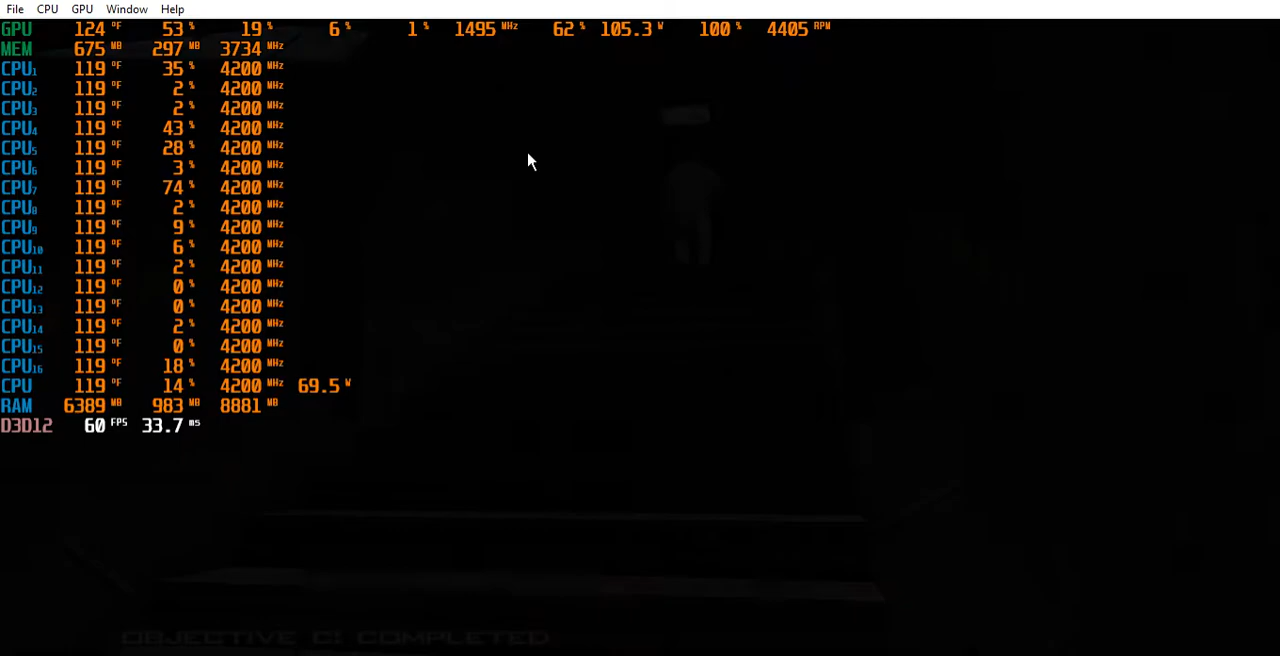 File CPU GPU Window Help
GPU 124 °F 53 % 19 % 6 % 1 % 1495 MHz 62 % 105.3 W 100 % 4405 RPM
MEM 675 MB 297 MB 3734 MHz
CPU1 119 °F 35 % 4200 MHz
CPU2 119 °F 2 % 4200 MHz
CPU3 119 °F 2 % 4200 MHz
CPU4 119 °F 43 % 4200 MHz
CPU5 119 °F 28 % 4200 MHz
CPU6 119 °F 3 % 4200 MHz
CPU7 119 °F 74 % 4200 MHz
CPU8 119 °F 2 % 4200 MHz
CPU9 119 °F 9 % 4200 MHz
CPU10 119 °F 6 % 4200 MHz
CPU11 119 °F 2 % 4200 MHz
CPU12 119 °F 0 % 4200 MHz
CPU13 119 °F 0 % 4200 MHz
CPU14 119 °F 2 % 4200 MHz
CPU15 119 °F 0 % 4200 MHz
CPU16 119 °F 18 % 4200 MHz
CPU 119 °F 14 % 4200 MHz 69.5 W
RAM 6389 MB 983 MB 8881 MB
D3D12 60 FPS 33.7 ms
OBJECTIVE C: COMPLETED